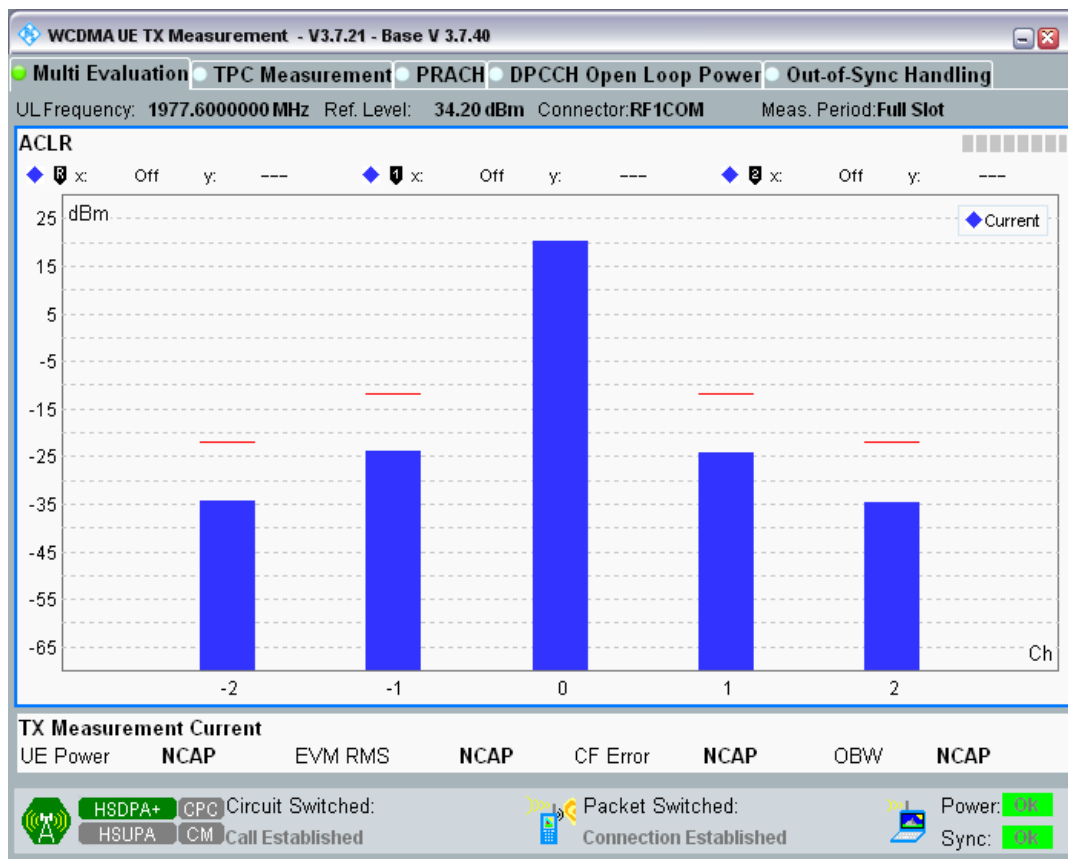 WCDMA UE TX Measurement - V3.7.21 - Base V 3.7.40
Multi Evaluation TPC Measurement PRACH DPCCH Open Loop Power Out-of-Sync Handling
UL Frequency: 1977.6000000 MHz Ref. Level: 34.20 dBm Connector:RF1COM Meas. Period:Full Slot
ACLR
R x: Off y: --- 1 x: Off y: --- 2 x: Off y: ---
dBm
Current
25
15
5
-5
-15
-25
-35
-45
-55
-65
Ch
-2 -1 0 1 2
TX Measurement Current
UE Power NCAP EVM RMS NCAP CF Error NCAP OBW NCAP
HSDPA+ CPC Circuit Switched: Packet Switched: Power: OK
HSUPA CM Call Established Connection Established Sync: OK